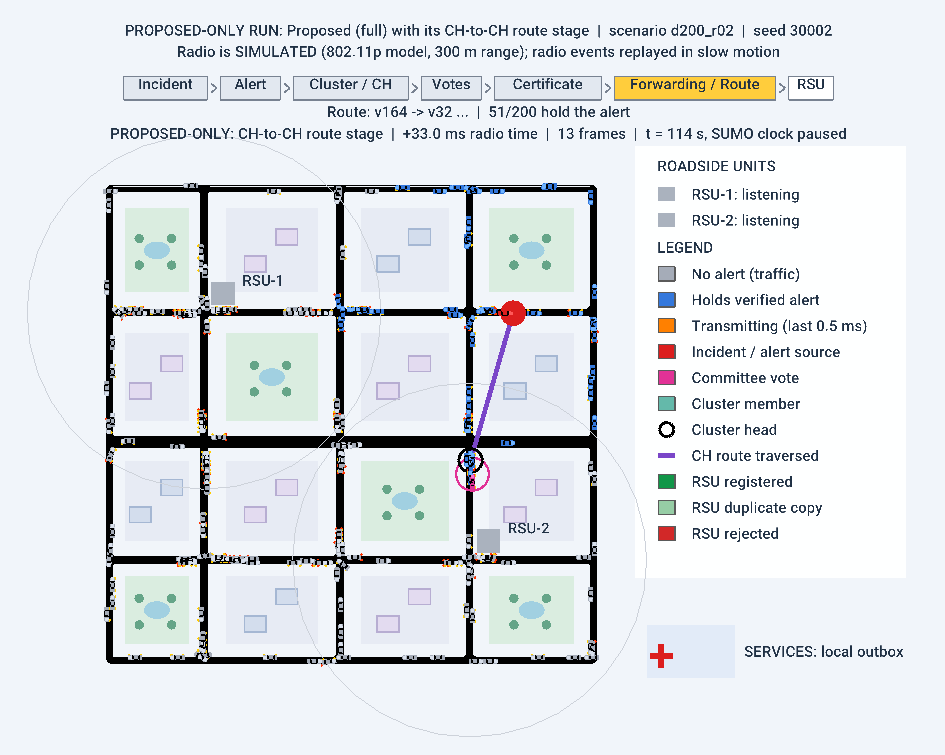 PROPOSED-ONLY RUN: Proposed (full) with its CH-to-CH route stage | scenario d200_r02 | seed 30002
Radio is SIMULATED (802.11p model, 300 m range); radio events replayed in slow motion
Incident > Alert > Cluster / CH > Votes > Certificate > Forwarding / Route > RSU
Route: v164 -> v32 ... | 51/200 hold the alert
PROPOSED-ONLY: CH-to-CH route stage | +33.0 ms radio time | 13 frames | t = 114 s, SUMO clock paused
RSU-1
RSU-2
ROADSIDE UNITS
RSU-1: listening
RSU-2: listening
LEGEND
No alert (traffic)
Holds verified alert
Transmitting (last 0.5 ms)
Incident / alert source
Committee vote
Cluster member
Cluster head
CH route traversed
RSU registered
RSU duplicate copy
RSU rejected
SERVICES: local outbox